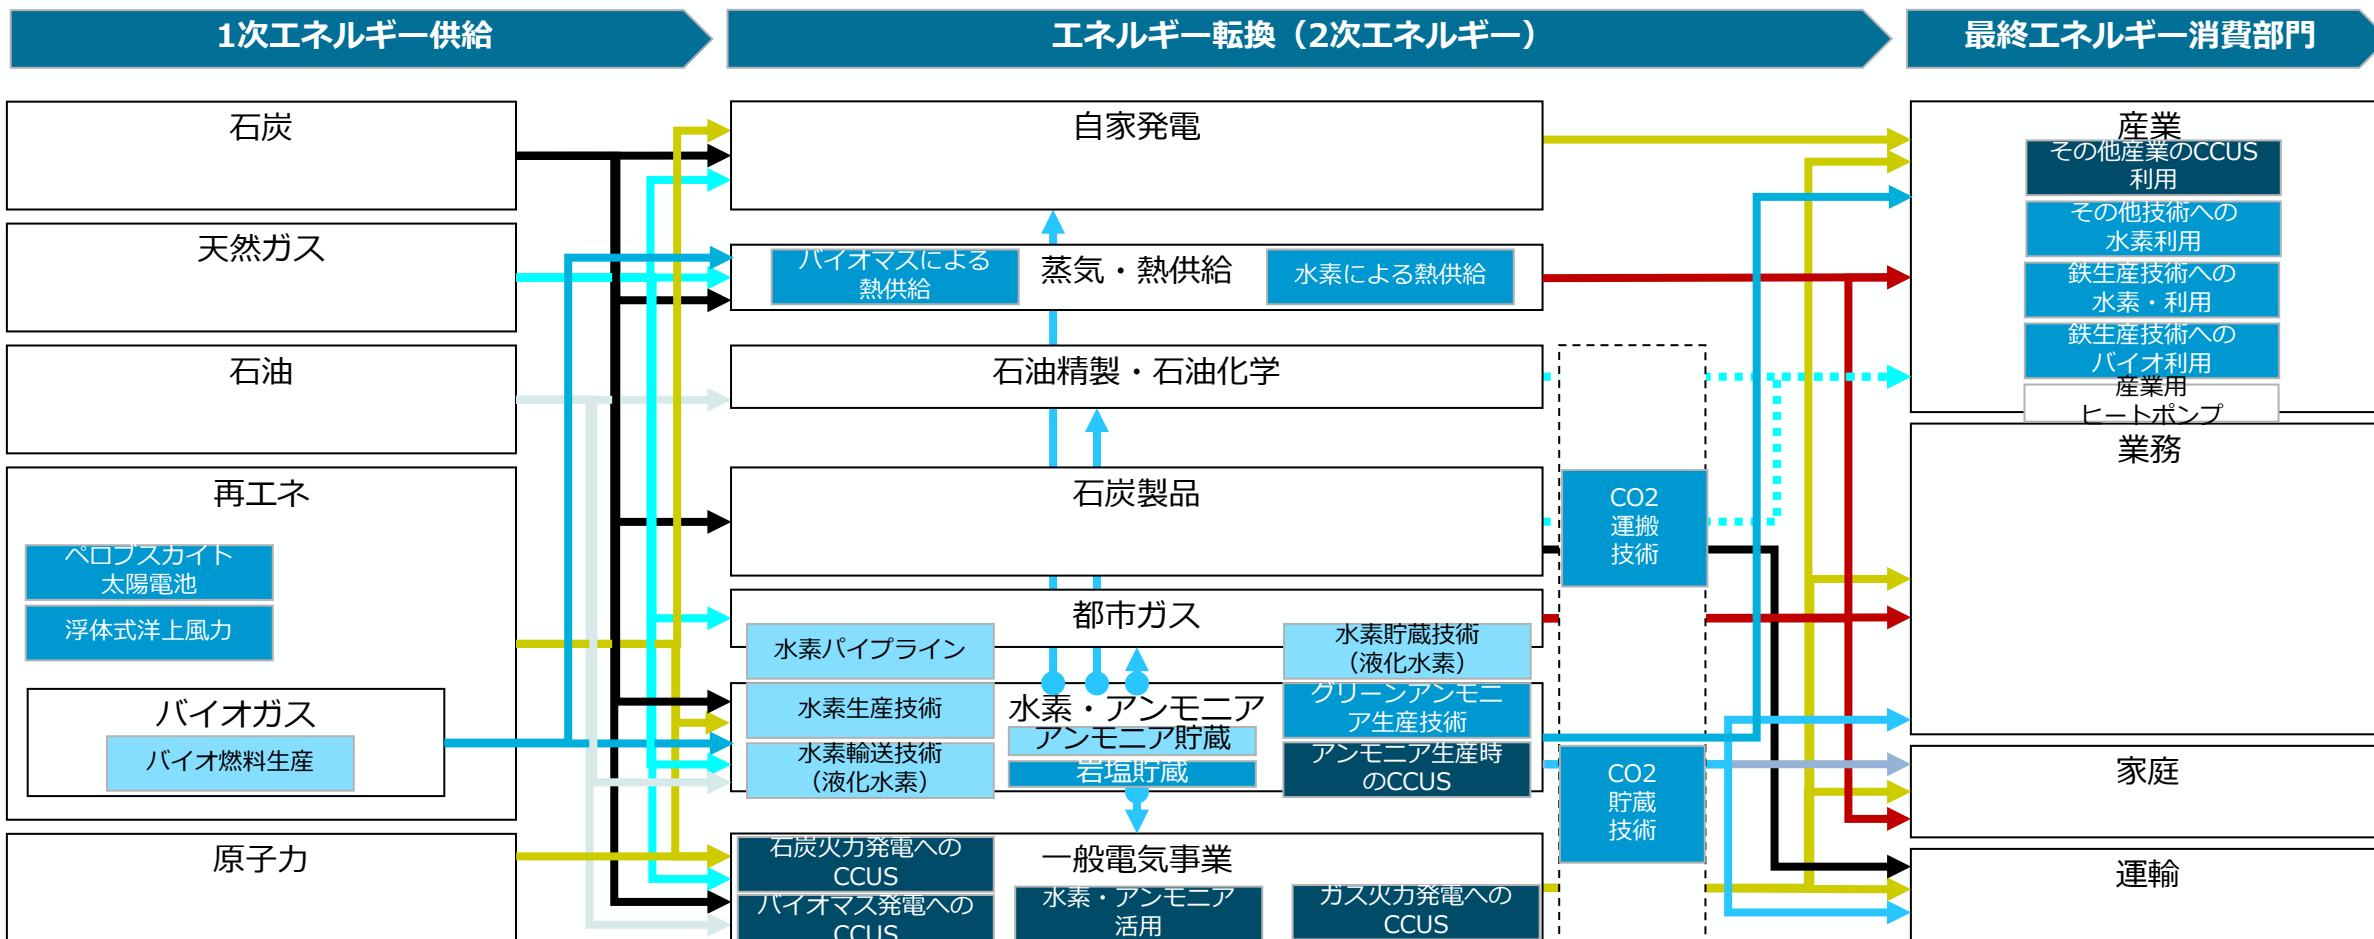 1次エネルギー供給
エネルギー転換（2次エネルギー）
最終エネルギー消費部門
石炭
天然ガス
石油
再エネ
ペロブスカイト
太陽電池
浮体式洋上風力
バイオガス
バイオ燃料生産
原子力
自家発電
バイオマスによる
熱供給
蒸気・熱供給
水素による熱供給
石油精製・石油化学
石炭製品
都市ガス
水素パイプライン
水素貯蔵技術
（液化水素）
水素生産技術
水素・アンモニア
グリーンアンモニ
ア生産技術
アンモニア貯蔵
水素輸送技術
（液化水素）
岩塩貯蔵
アンモニア生産時
のCCUS
石炭火力発電への
CCUS
一般電気事業
バイオマス発電への
CCUS
水素・アンモニア
活用
ガス火力発電への
CCUS
CO2
運搬
技術
CO2
貯蔵
技術
産業
その他産業のCCUS
利用
その他技術への
水素利用
鉄生産技術への
水素・利用
鉄生産技術への
バイオ利用
産業用
ヒートポンプ
業務
家庭
運輸